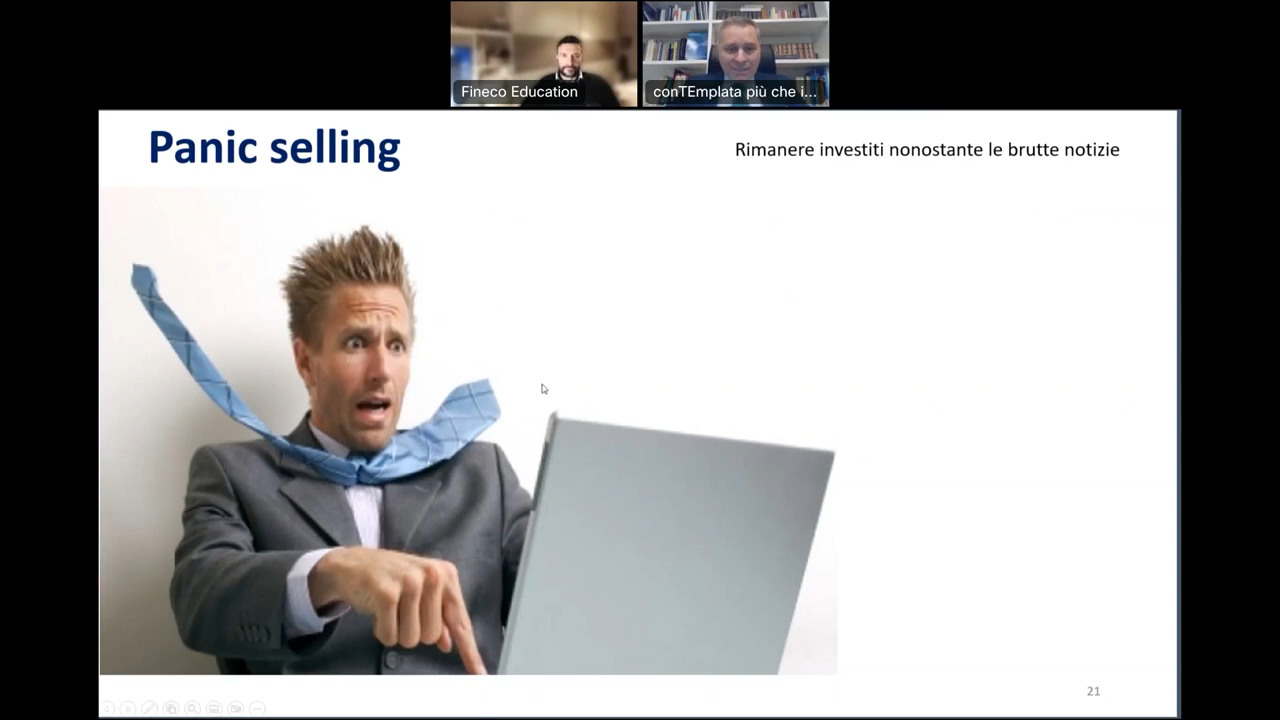 Fineco Education
conTEmplata più che i...
Panic selling
Rimanere investiti nonostante le brutte notizie
21